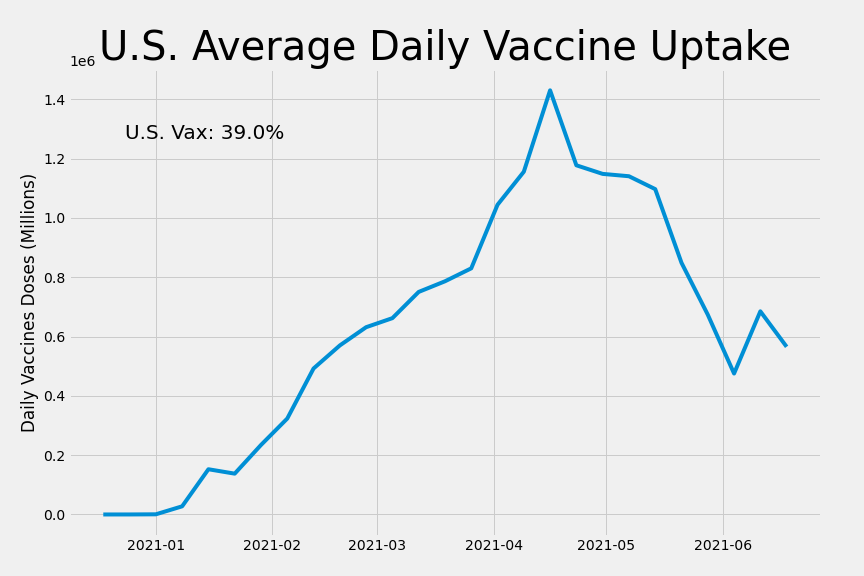 U.S. Average Daily Vaccine Uptake
1e6
U.S. Vax: 39.0%
Daily Vaccines Doses (Millions)
1.4
1.2
1.0
0.8
0.6
0.4
0.2
0.0
2021-01 2021-02 2021-03 2021-04 2021-05 2021-06